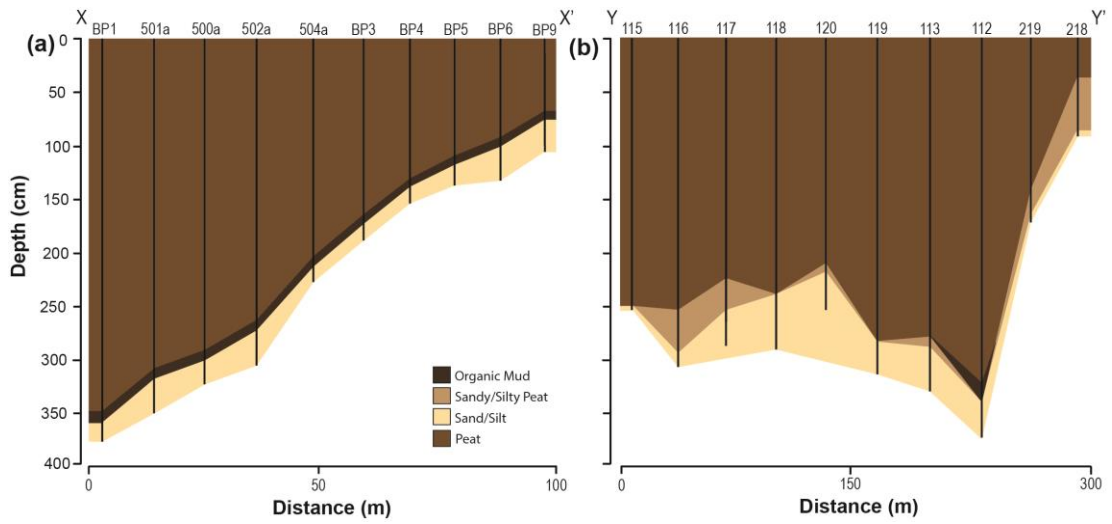 X X'
BP1 501a 500a 502a 504a BP3 BP4 BP5 BP6 BP9
(a)
0
50
100
150
200
250
300
350
400
Depth (cm)
Organic Mud
Sandy/Silty Peat
Sand/Silt
Peat
0 50 100
Distance (m)
Y Y'
115 116 117 118 120 119 113 112 219 218
(b)
0 150 300
Distance (m)